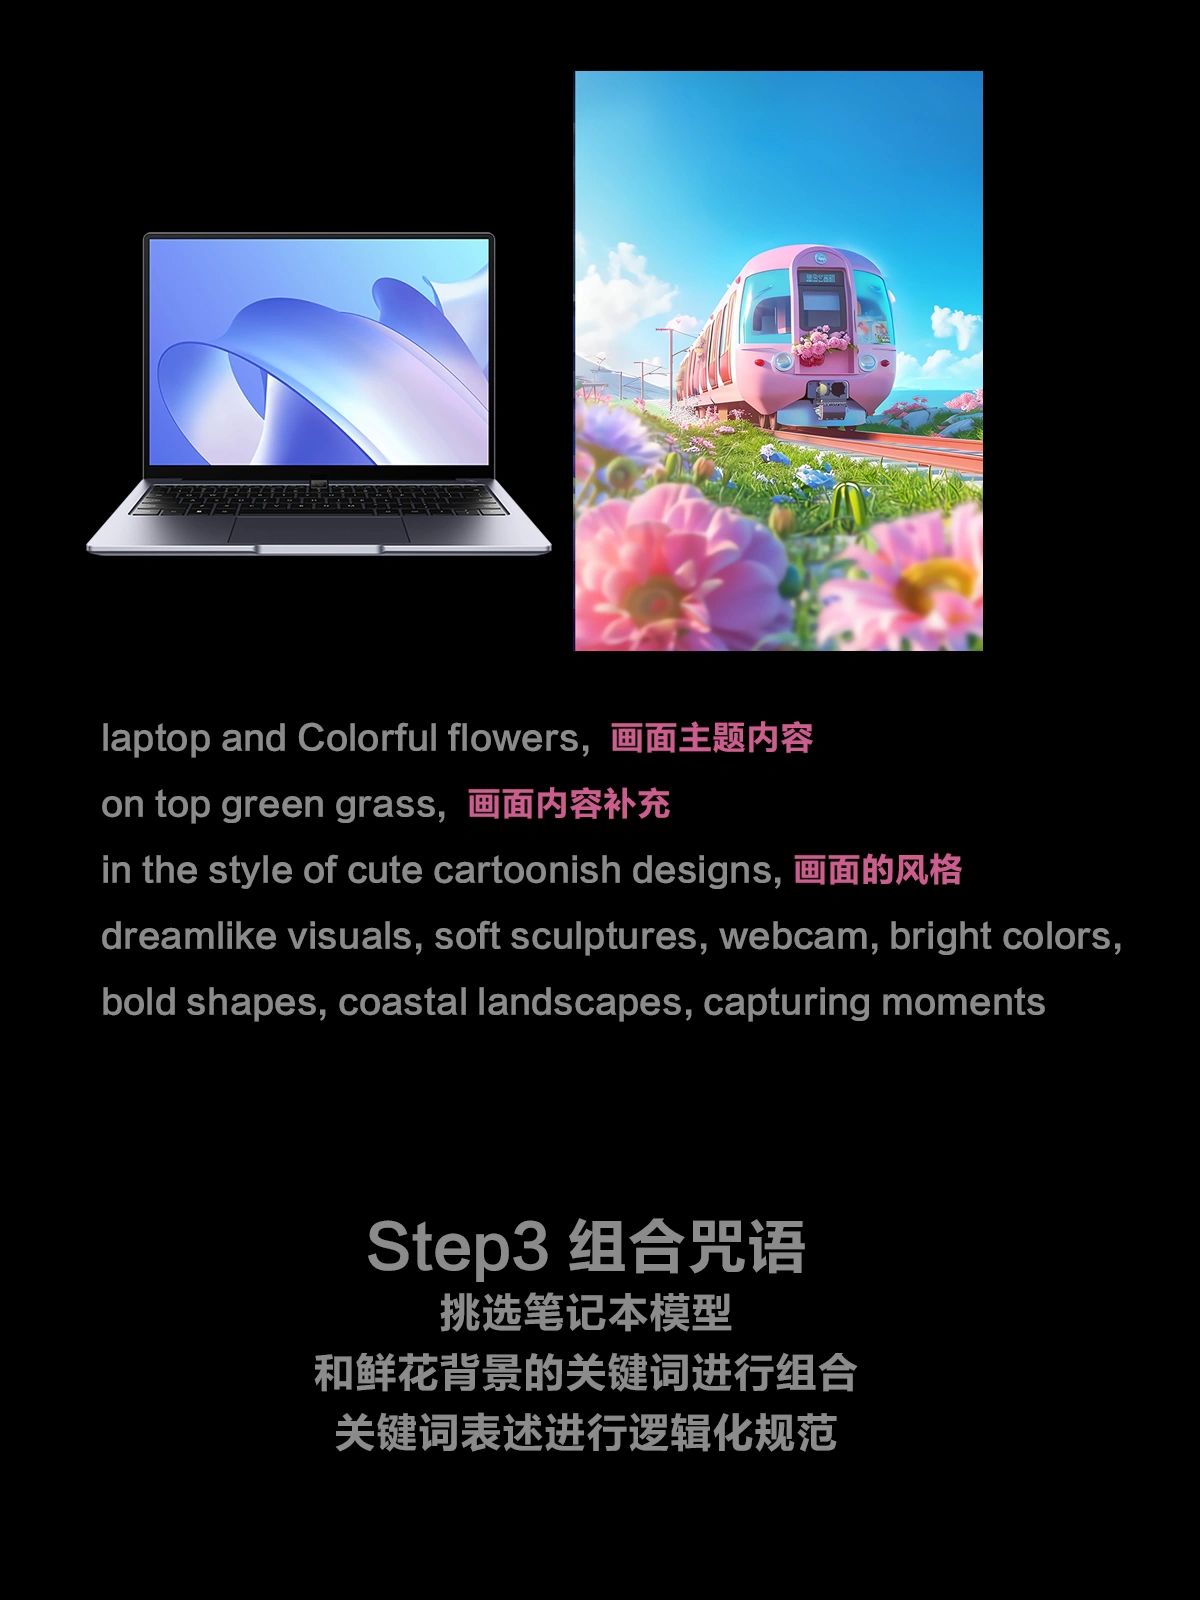 laptop and Colorful flowers, 画面主题内容
on top green grass, 画面内容补充
in the style of cute cartoonish designs, 画面的风格
dreamlike visuals, soft sculptures, webcam, bright colors,
bold shapes, coastal landscapes, capturing moments
Step3 组合咒语
挑选笔记本模型
和鲜花背景的关键词进行组合
关键词表述进行逻辑化规范